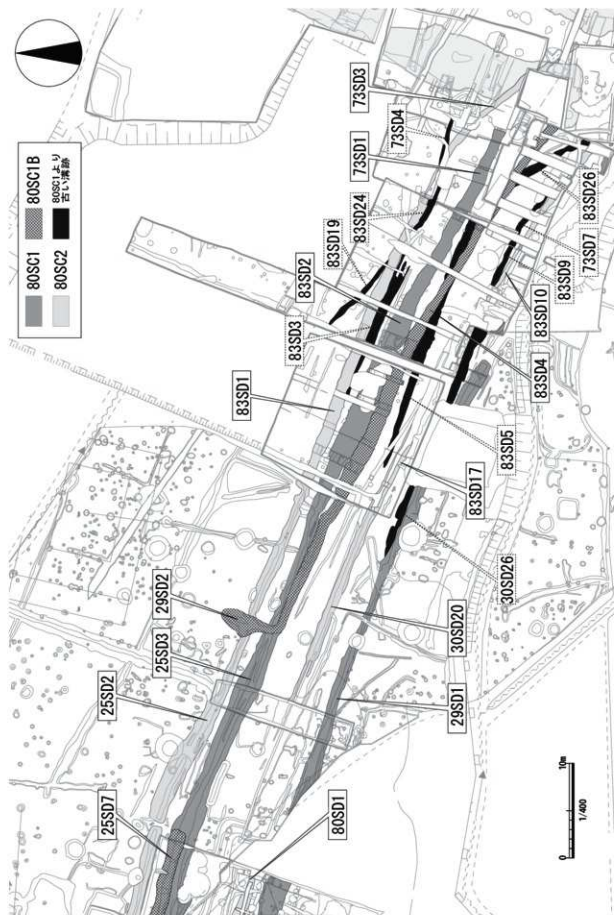 80SC1
80SC1B
80SC2
80SC1より
古い溝跡
73SD3
73SD4
73SD1
83SD24
83SD19
83SD2
83SD3
83SD1
83SD26
73SD7
83SD9
83SD10
83SD4
83SD5
83SD17
30SD26
29SD2
25SD3
25SD2
25SD7
30SD20
29SD1
80SD1
0
10m
1/400